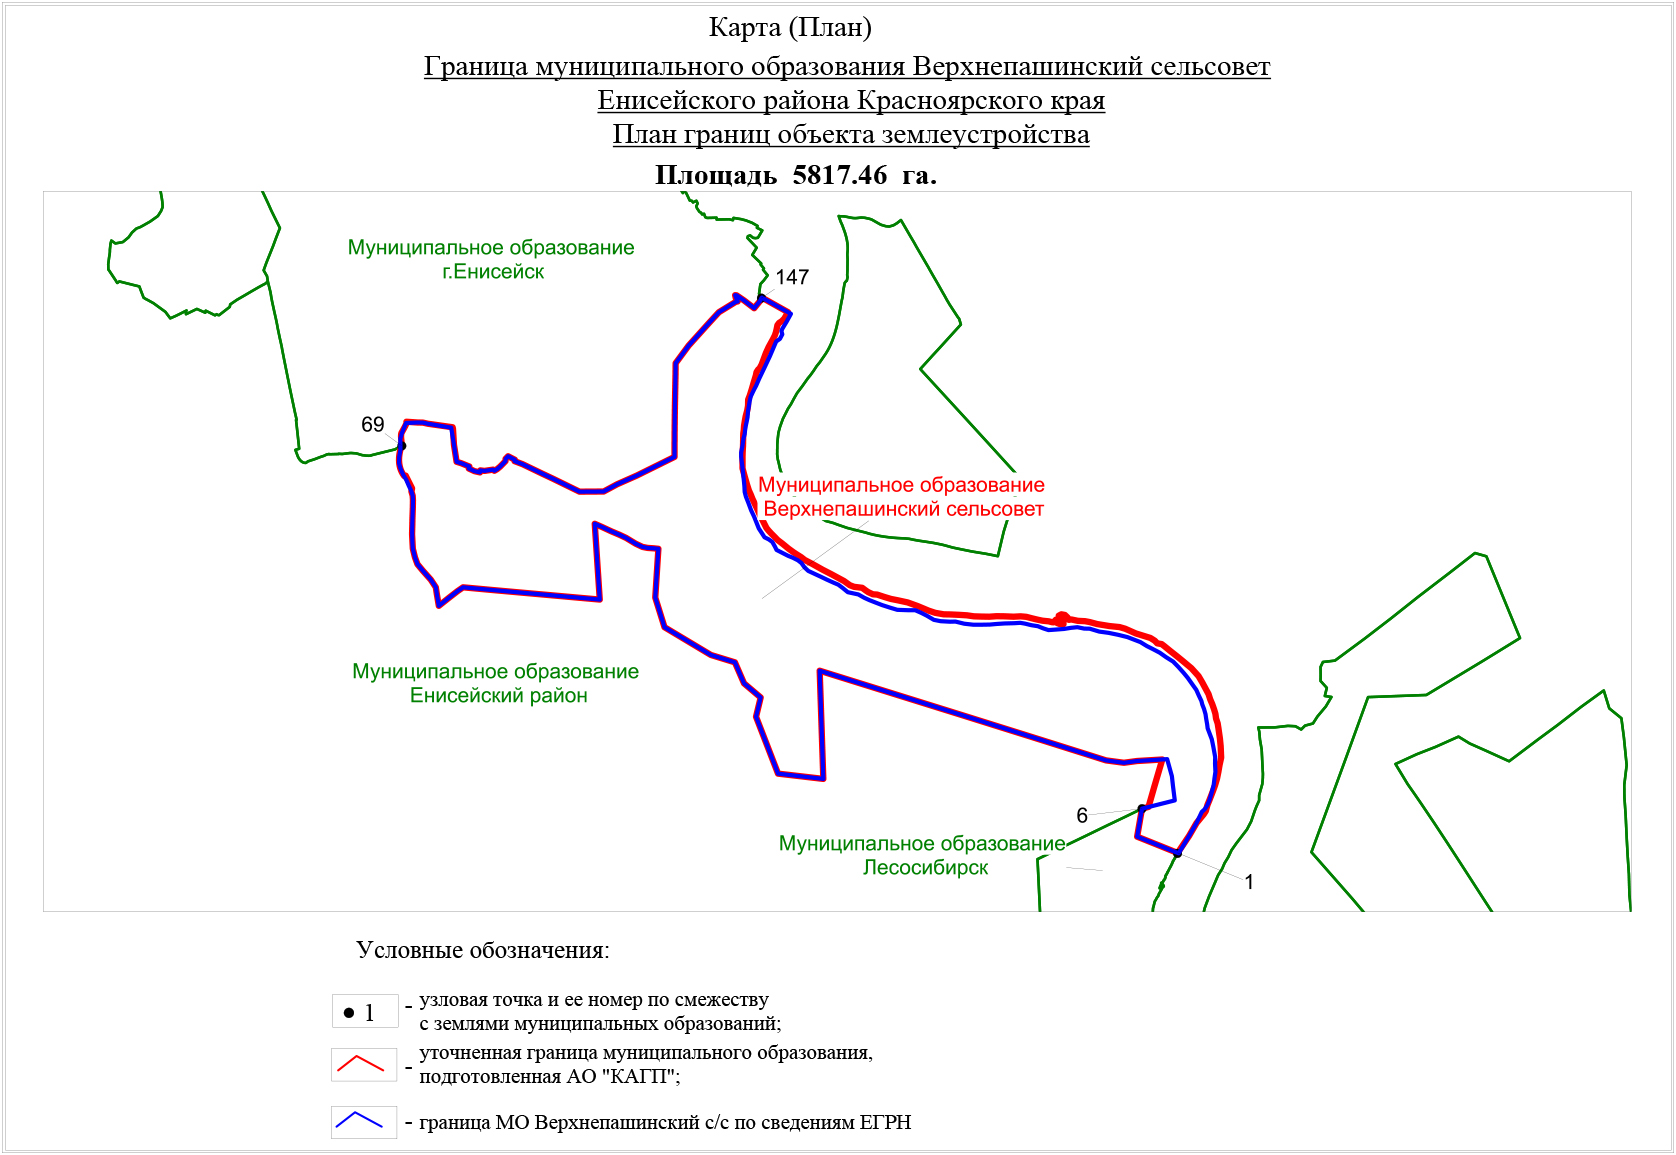 Карта (План)
Граница муниципального образования Верхнепашинский сельсовет
Енисейского района Красноярского края
План границ объекта землеустройства
Площадь 5817.46 га.
Муниципальное образование
г.Енисейск
147
69
Муниципальное образование
Верхнепашинский сельсовет
Муниципальное образование
Енисейский район
6
Муниципальное образование
Лесосибирск
1
Условные обозначения:
1 - узловая точка и ее номер по смежеству
с землями муниципальных образований;
- уточненная граница муниципального образования,
подготовленная АО "КАГП";
- граница МО Верхнепашинский с/с по сведениям ЕГРН